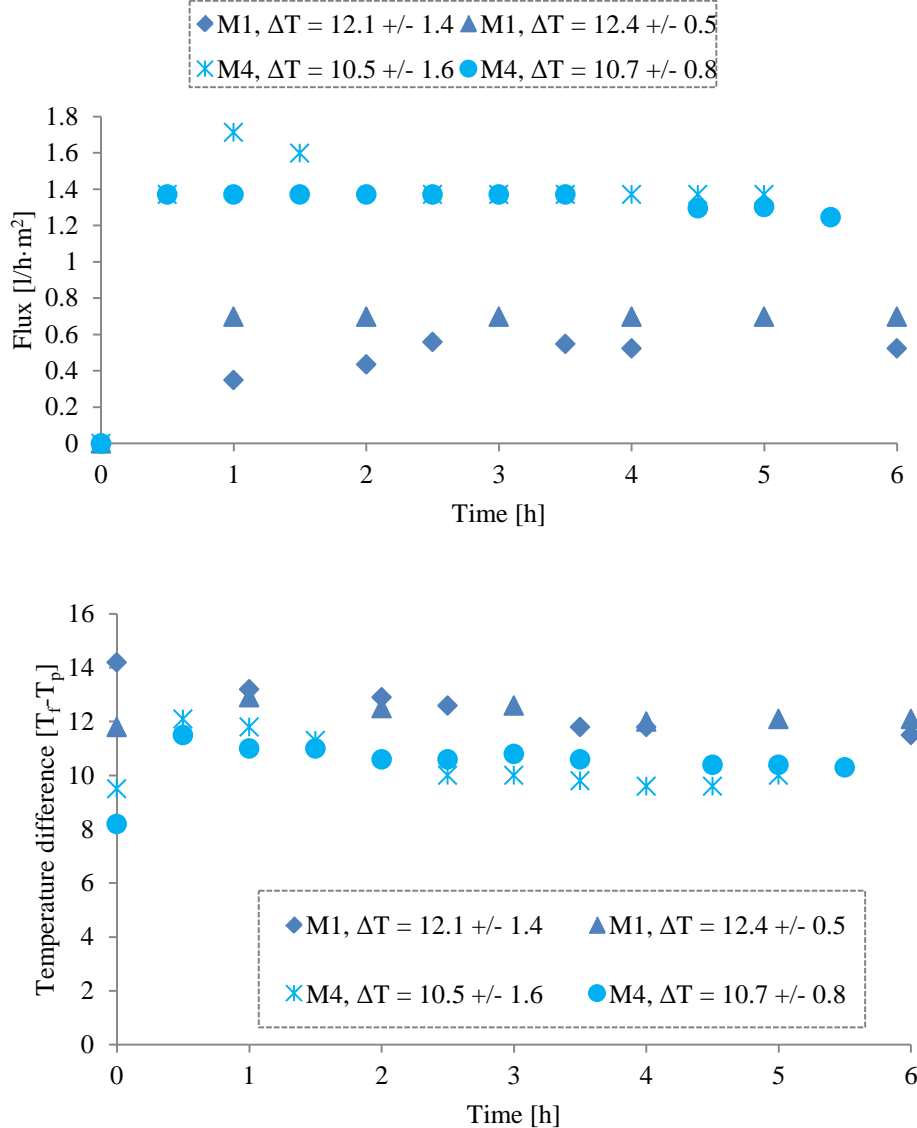 M1, ΔT = 12.1 +/- 1.4 M1, ΔT = 12.4 +/- 0.5
M4, ΔT = 10.5 +/- 1.6 M4, ΔT = 10.7 +/- 0.8
Flux [l/h·m²]
1.8
1.6
1.4
1.2
1
0.8
0.6
0.4
0.2
0
0 1 2 3 4 5 6
Time [h]
Temperature difference [T_f-T_p]
16
14
12
10
8
6
4
2
0
M1, ΔT = 12.1 +/- 1.4 M1, ΔT = 12.4 +/- 0.5
M4, ΔT = 10.5 +/- 1.6 M4, ΔT = 10.7 +/- 0.8
0 1 2 3 4 5 6
Time [h]